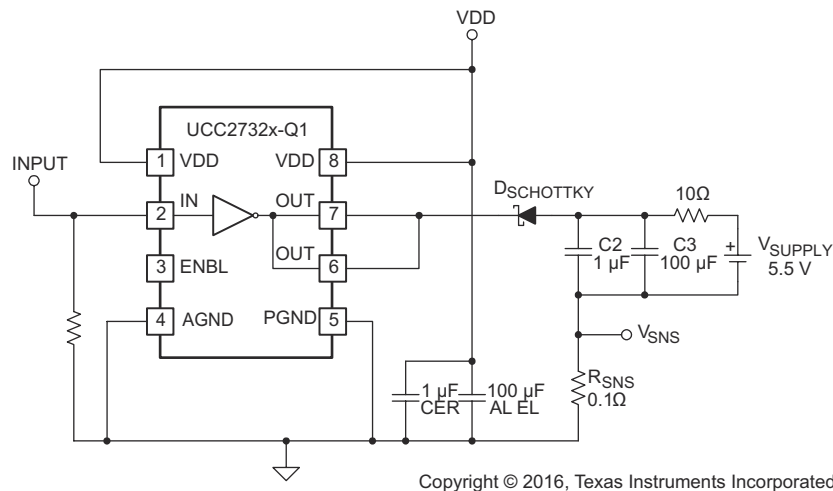 VDD
UCC2732x-Q1
INPUT
1 VDD
VDD 8
2 IN
OUT 7
OUT 6
3 ENBL
4 AGND
PGND 5
DSCHOTTKY
10Ω
C2
1 µF
C3
100 µF
+
VSUPPLY
5.5 V
VSNS
RSNS
0.1Ω
1 µF
CER
100 µF
AL EL
Copyright © 2016, Texas Instruments Incorporated